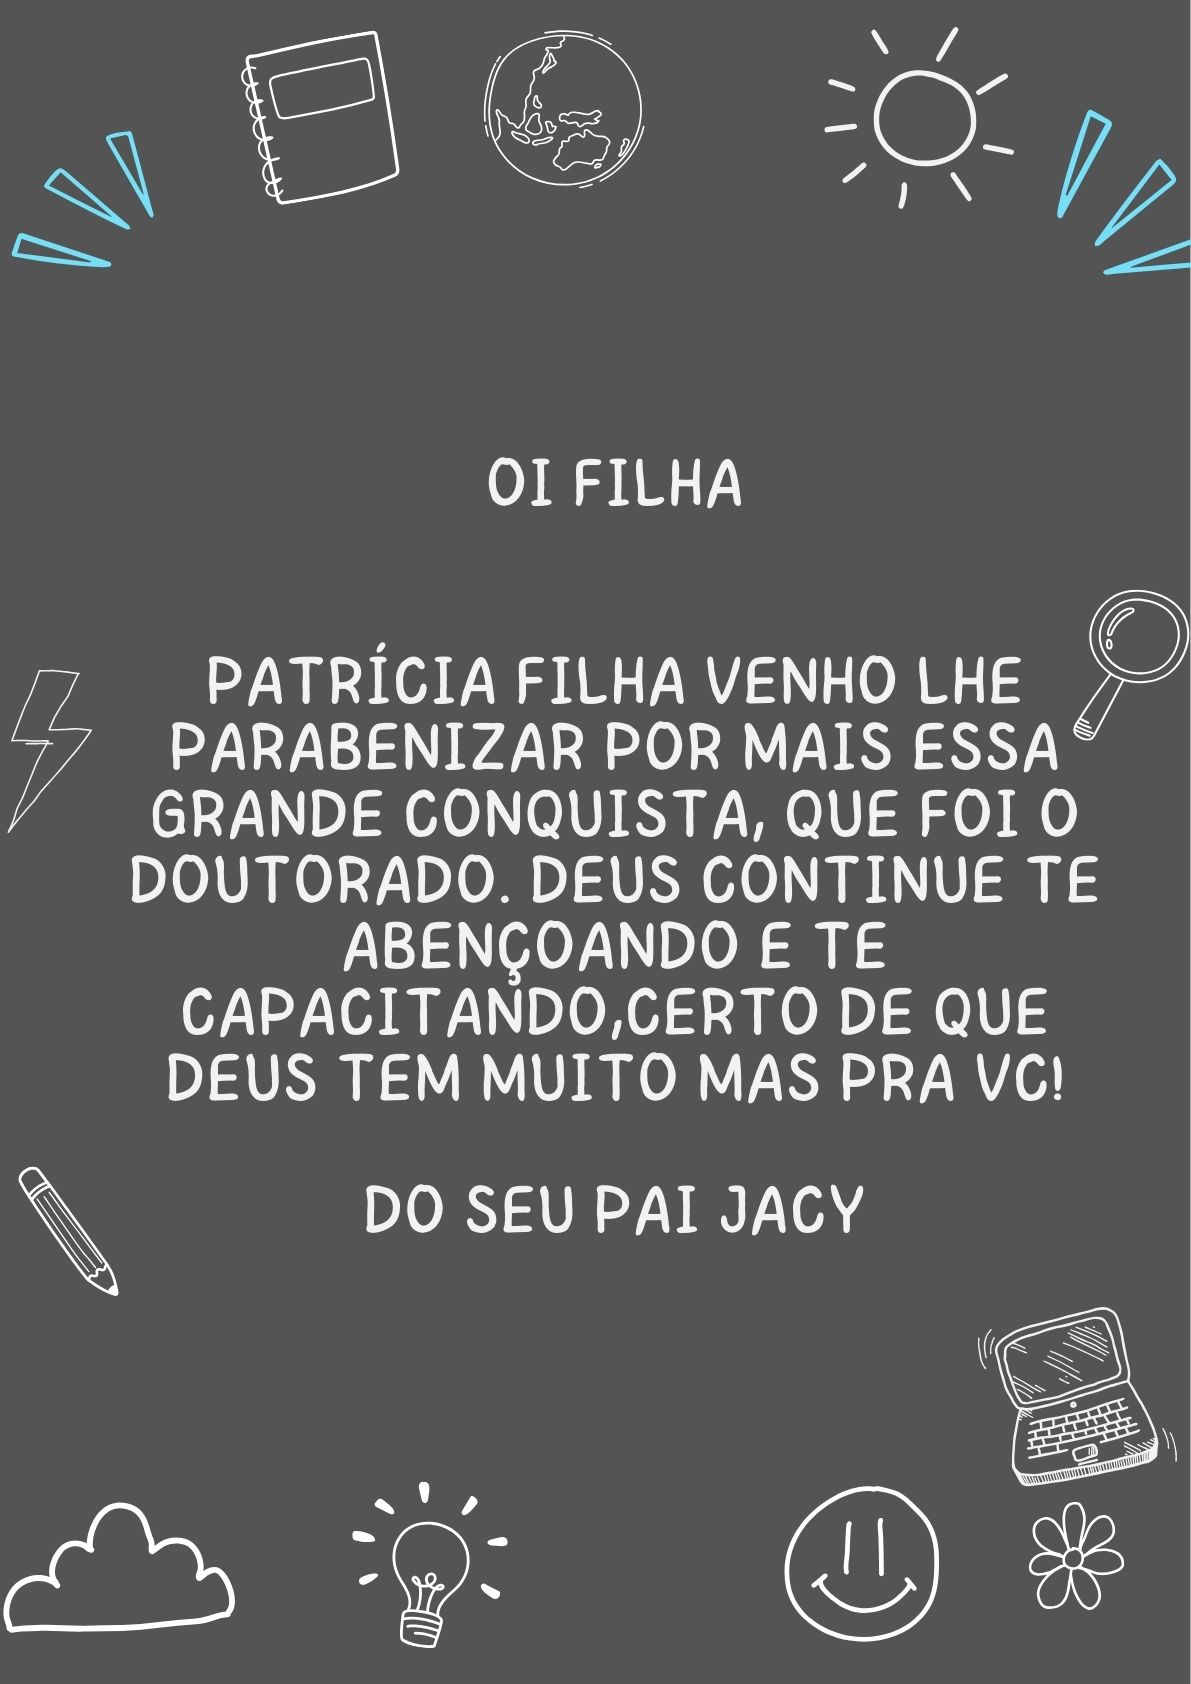 OI FILHA
PATRÍCIA FILHA VENHO LHE
PARABENIZAR POR MAIS ESSA
GRANDE CONQUISTA, QUE FOI O
DOUTORADO. DEUS CONTINUE TE
ABENÇOANDO E TE
CAPACITANDO,CERTO DE QUE
DEUS TEM MUITO MAS PRA VC!
DO SEU PAI JACY